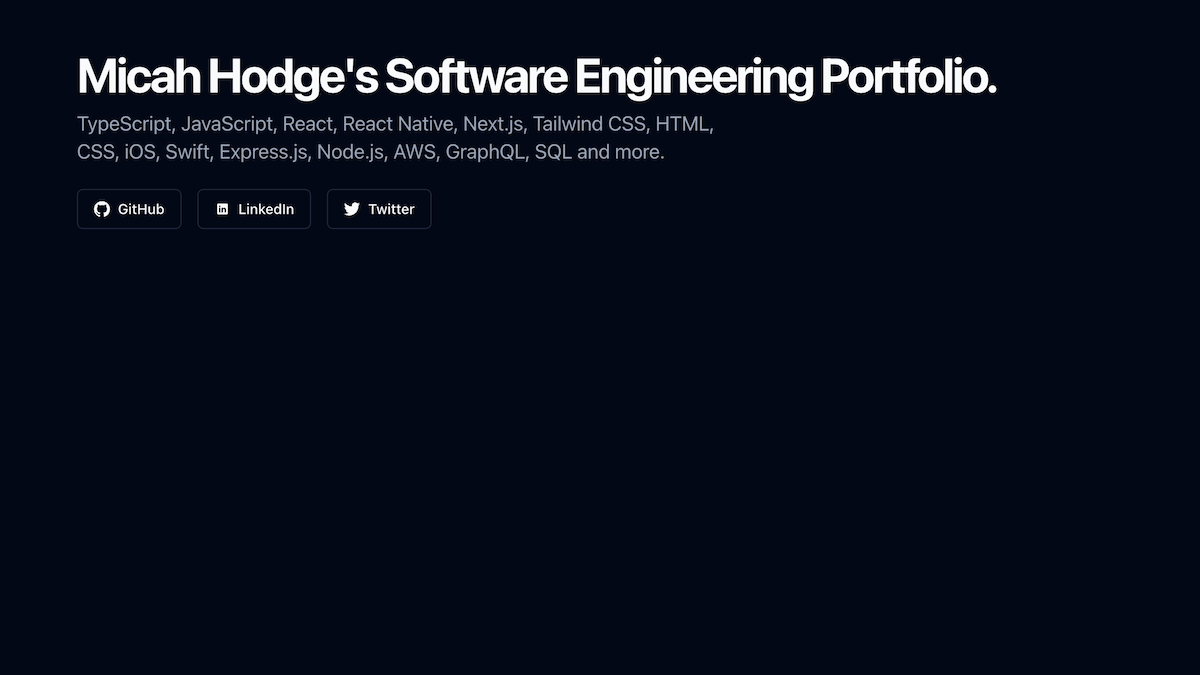 Micah Hodge's Software Engineering Portfolio.
TypeScript, JavaScript, React, React Native, Next.js, Tailwind CSS, HTML,
CSS, iOS, Swift, Express.js, Node.js, AWS, GraphQL, SQL and more.
GitHub
LinkedIn
Twitter